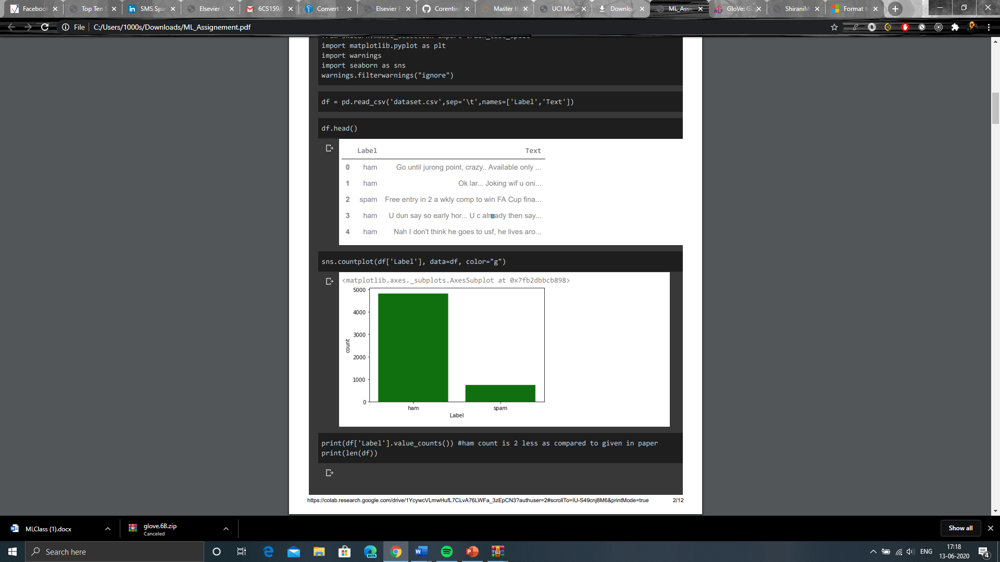 Facebook
Top Ten S
SMS Spa
Elsevier E
6CS159/
Convert
Elsevier E
Corentin
Master t
UCI Mac
Downlo
ML_Assig
GloVe: G
ShiraniM
Format t
File C:/Users/1000s/Downloads/ML_Assignement.pdf
from sklearn.model_selection import train_test_split
import matplotlib.pyplot as plt
import warnings
import seaborn as sns
warnings.filterwarnings("ignore")
df = pd.read_csv('dataset.csv',sep='\t',names=['Label','Text'])
df.head()
Label Text
0 ham Go until jurong point, crazy.. Available only ...
1 ham Ok lar... Joking wif u oni...
2 spam Free entry in 2 a wkly comp to win FA Cup fina...
3 ham U dun say so early hor... U c already then say...
4 ham Nah I don't think he goes to usf, he lives aro...
sns.countplot(df['Label'], data=df, color="g")
<matplotlib.axes._subplots.AxesSubplot at 0x7fb2dbbcb898>
5000
4000
3000
2000
1000
0
count
ham spam
Label
print(df['Label'].value_counts()) #ham count is 2 less as compared to given in paper
print(len(df))
https://colab.research.google.com/drive/1YcywcVLmwHufL7CLvA76LWFa_3zEpCN3?authuser=2#scrollTo=IU-S49cnj8M6&printMode=true 2/12
MLClass (1).docx
glove.6B.zip
Canceled
Show all
Search here
BETA
ENG
17:18
13-06-2020
4